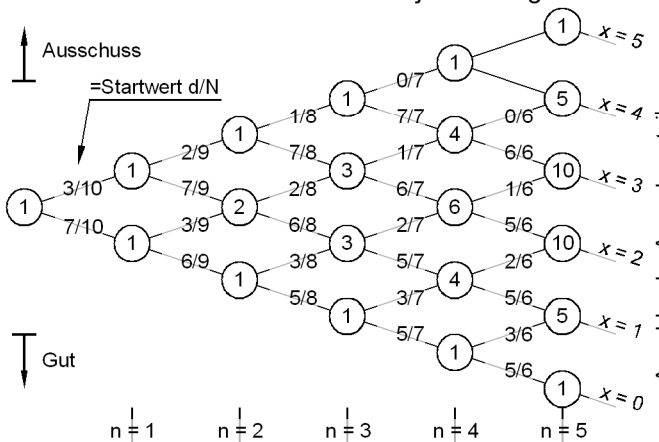 1 x = 5
Ausschuss
1
0/7
=Startwert d/N
1 5 x = 4
1/8 7/7 0/6
1 4
2/9 7/8 1/7 6/6
1 3 10 x = 3
3/10 7/9 2/8 6/7 1/6
1 2 6
7/10 3/9 6/8 2/7 5/6
1 3 10 x = 2
6/9 3/8 5/7 2/6
1 4
5/8 3/7 5/6
1 5 x = 1
5/7 3/6
Gut
1
5/6
1 x = 0
n = 1 n = 2 n = 3 n = 4 n = 5